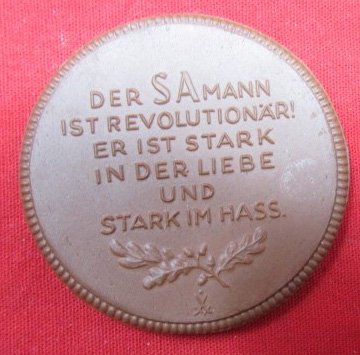 DER SAMANN
IST REVOLUTIONÄR!
ER IST STARK
IN DER LIEBE
UND
STARK IM HASS.